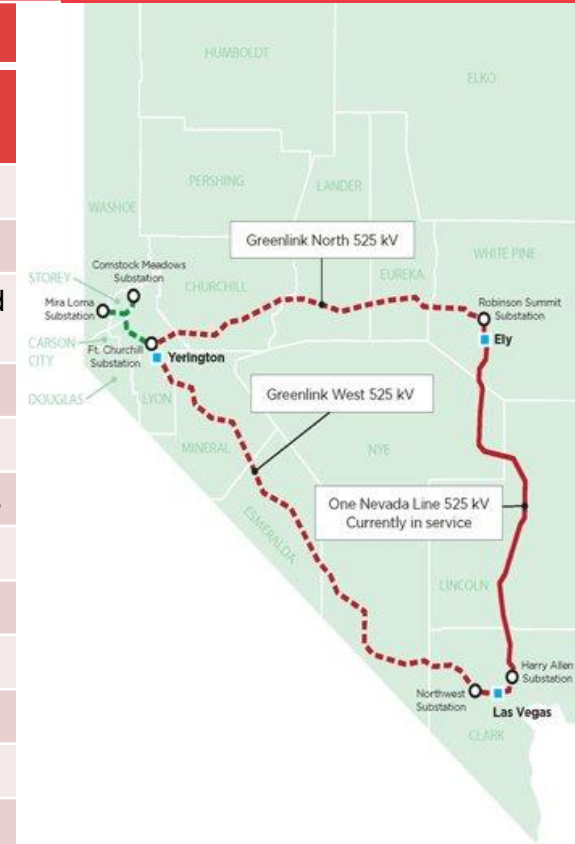 HUMBOLDT
ELKO
PERSHING
LANDER
WASHOE
Greenlink North 525 kV
WHITE PINE
Comstock Meadows
Substation
STOREY
CHURCHILL
EUREKA
Mira Loma
Substation
Robinson Summit
Substation
d
CARSON
CITY
Ft. Churchill
Substation
Yerington
Ely
DOUGLAS
LYON
Greenlink West 525 kV
MINERAL
NYE
One Nevada Line 525 kV
Currently in service
ESMERALDA
LINCOLN
Harry Allen
Substation
Northwest
Substation
Las Vegas
CLARK